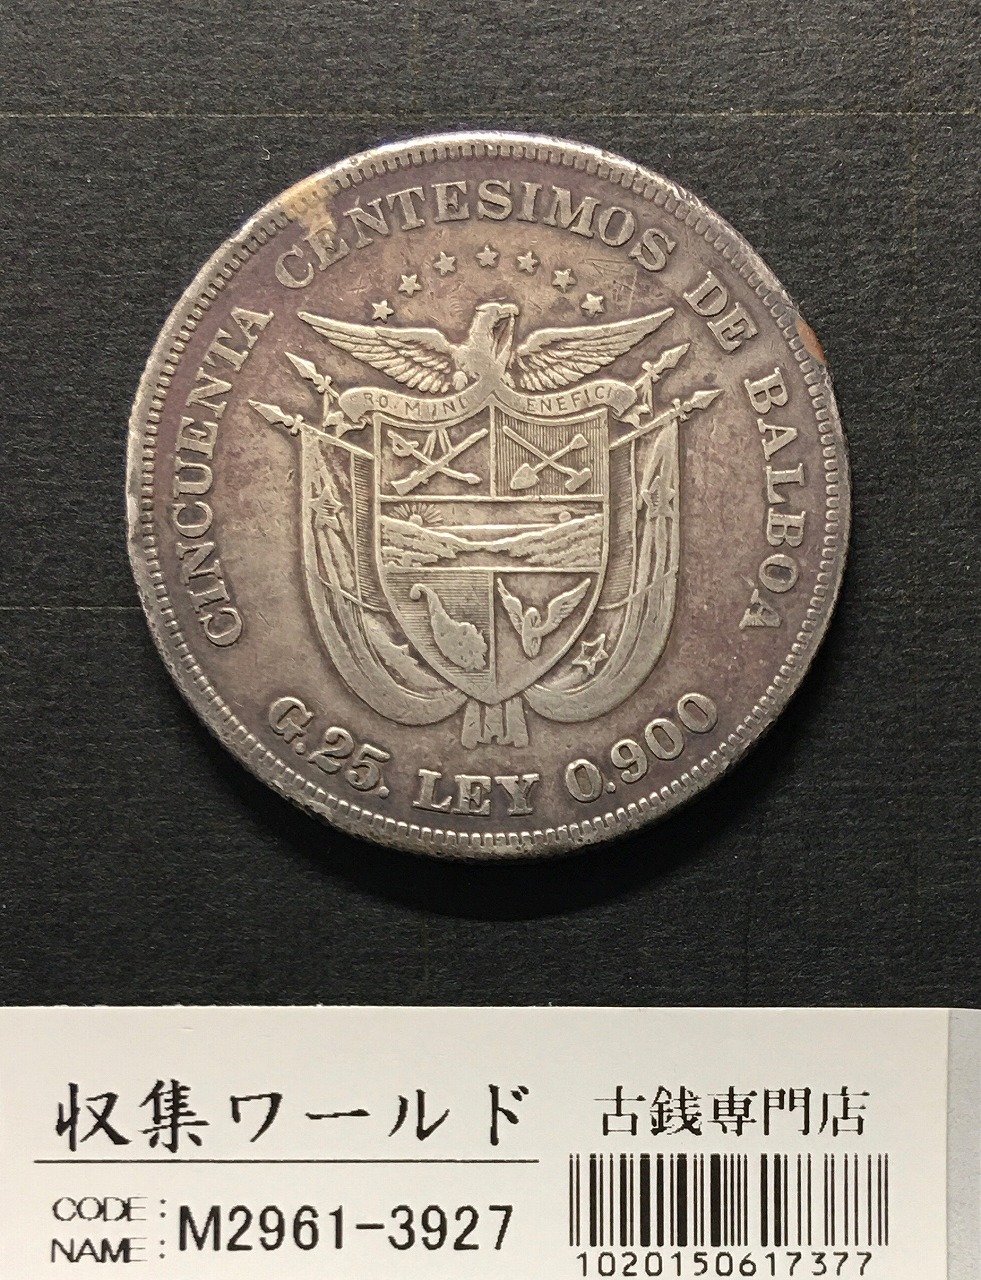 CINCUENTA CENTESIMOS DE BALBOA
G.25. LEY 0.900
収集ワールド 古銭専門店
CODE: M2961-3927
NAME:
1020150617377